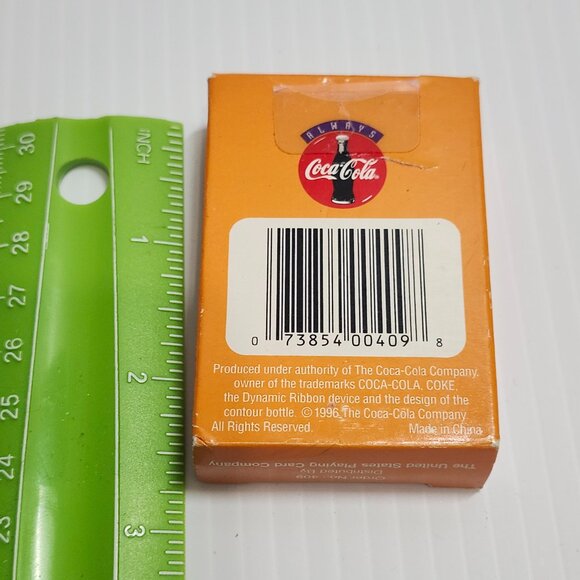 INCH
30
29
28
27
26
25
24
23
1
2
3
ALWAYS
Coca-Cola
0 73854 00409 8
Produced under authority of The Coca-Cola Company,
owner of the trademarks COCA-COLA, COKE,
the Dynamic Ribbon device and the design of the
contour bottle. © 1996 The Coca-Cola Company.
All Rights Reserved. Made in China
The United States Playing Card Company
Distributed By
Order No. 409